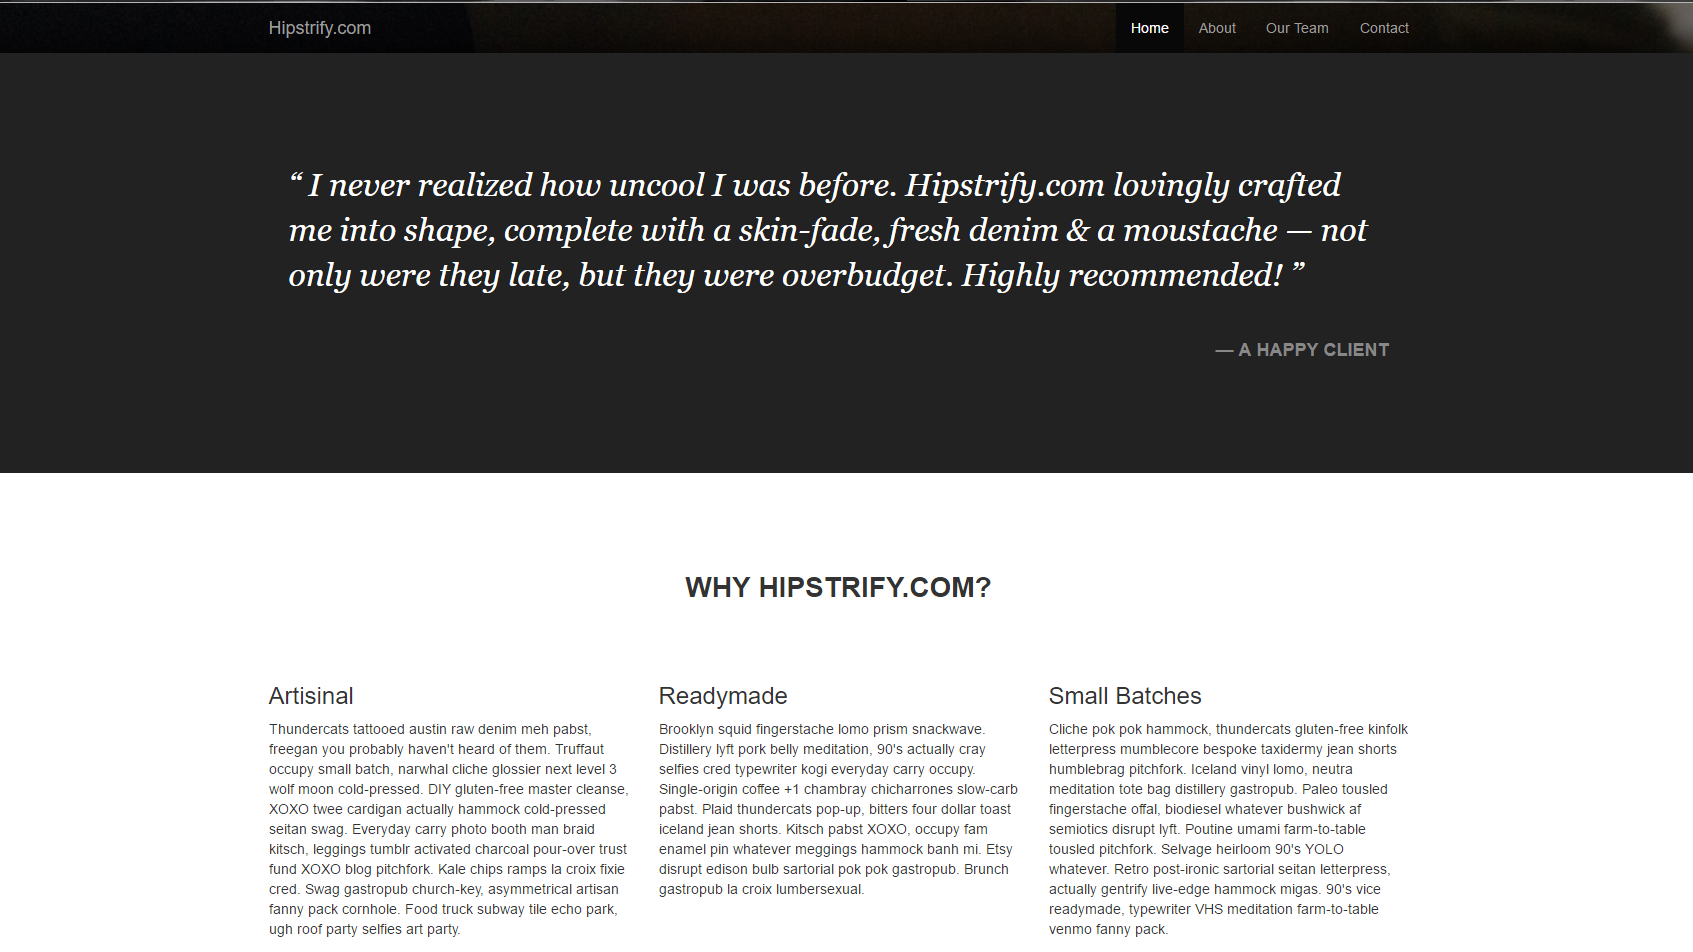 Hipstrify.com Home About Our Team Contact
“ I never realized how uncool I was before. Hipstrify.com lovingly crafted
me into shape, complete with a skin-fade, fresh denim & a moustache — not
only were they late, but they were overbudget. Highly recommended! ”
— A HAPPY CLIENT
WHY HIPSTRIFY.COM?
Artisinal
Thundercats tattooed austin raw denim meh pabst,
freegan you probably haven't heard of them. Truffaut
occupy small batch, narwhal cliche glossier next level 3
wolf moon cold-pressed. DIY gluten-free master cleanse,
XOXO twee cardigan actually hammock cold-pressed
seitan swag. Everyday carry photo booth man braid
kitsch, leggings tumblr activated charcoal pour-over trust
fund XOXO blog pitchfork. Kale chips ramps la croix fixie
cred. Swag gastropub church-key, asymmetrical artisan
fanny pack cornhole. Food truck subway tile echo park,
ugh roof party selfies art party.
Readymade
Brooklyn squid fingerstache lomo prism snackwave.
Distillery lyft pork belly meditation, 90's actually cray
selfies cred typewriter kogi everyday carry occupy.
Single-origin coffee +1 chambray chicharrones slow-carb
pabst. Plaid thundercats pop-up, bitters four dollar toast
iceland jean shorts. Kitsch pabst XOXO, occupy fam
enamel pin whatever meggings hammock banh mi. Etsy
disrupt edison bulb sartorial pok pok gastropub. Brunch
gastropub la croix lumbersexual.
Small Batches
Cliche pok pok hammock, thundercats gluten-free kinfolk
letterpress mumblecore bespoke taxidermy jean shorts
humblebrag pitchfork. Iceland vinyl lomo, neutra
meditation tote bag distillery gastropub. Paleo tousled
fingerstache offal, biodiesel whatever bushwick af
semiotics disrupt lyft. Poutine umami farm-to-table
tousled pitchfork. Selvage heirloom 90's YOLO
whatever. Retro post-ironic sartorial seitan letterpress,
actually gentrify live-edge hammock migas. 90's vice
readymade, typewriter VHS meditation farm-to-table
venmo fanny pack.